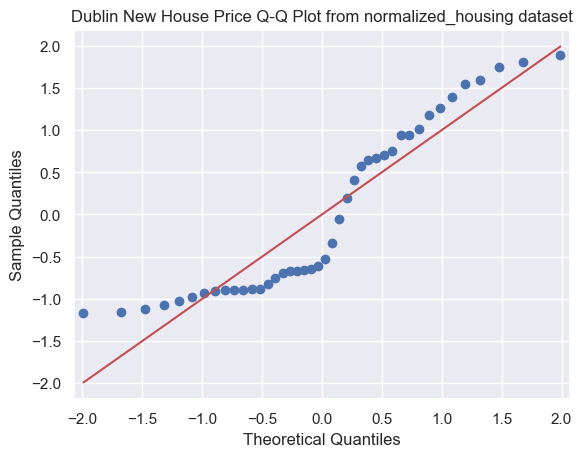 Dublin New House Price Q-Q Plot from normalized_housing dataset
2.0
1.5
1.0
0.5
0.0
−0.5
−1.0
−1.5
−2.0
Sample Quantiles
−2.0 −1.5 −1.0 −0.5 0.0 0.5 1.0 1.5 2.0
Theoretical Quantiles